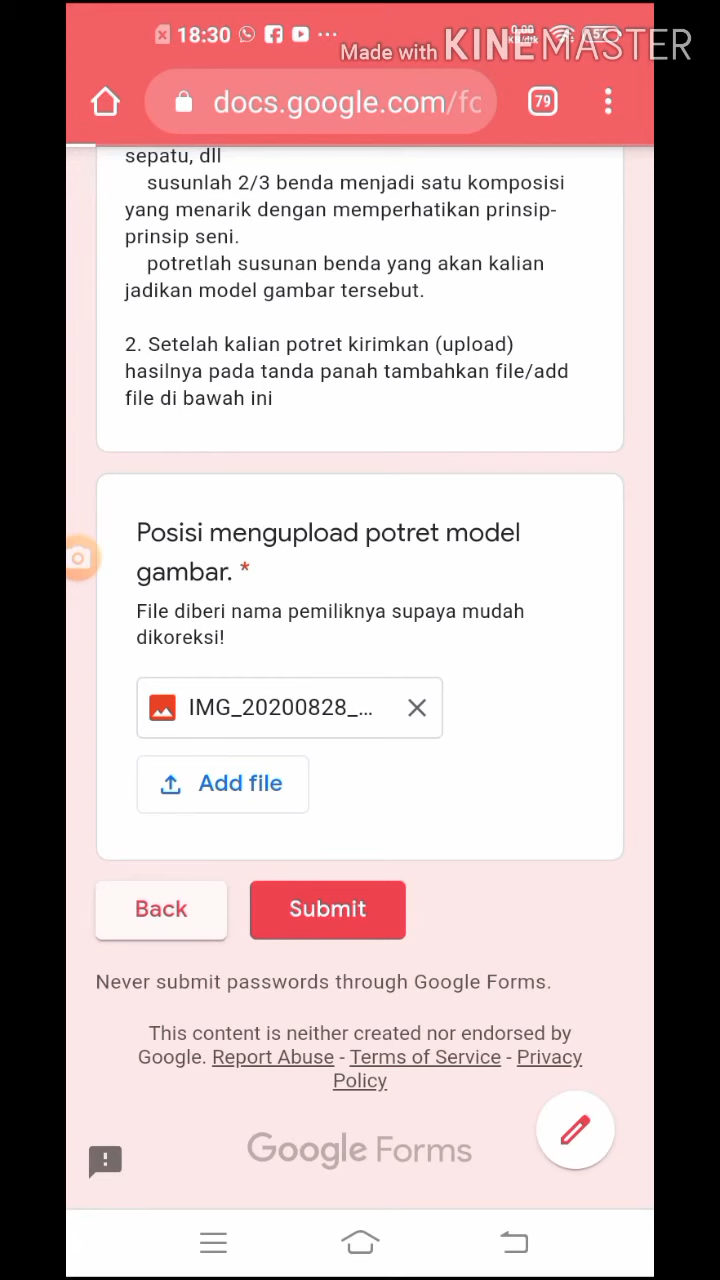 18:30
Made with KINEMASTER
docs.google.com/fc
79
sepatu, dll
susunlah 2/3 benda menjadi satu komposisi
yang menarik dengan memperhatikan prinsip-
prinsip seni.
potretlah susunan benda yang akan kalian
jadikan model gambar tersebut.
2. Setelah kalian potret kirimkan (upload)
hasilnya pada tanda panah tambahkan file/add
file di bawah ini
Posisi mengupload potret model
gambar. *
File diberi nama pemiliknya supaya mudah
dikoreksi!
IMG_20200828_...
Add file
Back
Submit
Never submit passwords through Google Forms.
This content is neither created nor endorsed by
Google. Report Abuse - Terms of Service - Privacy
Policy
Google Forms